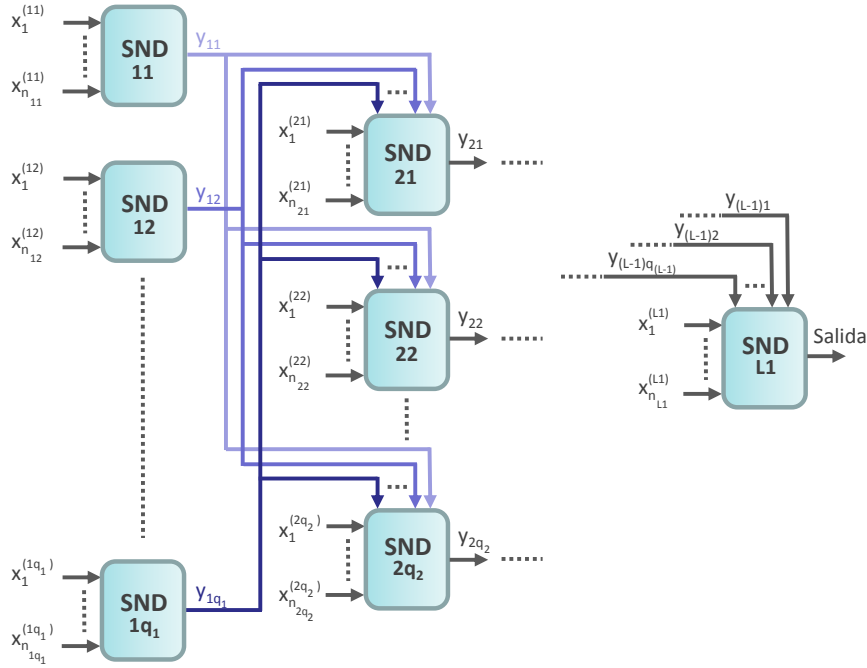 x₁⁽¹¹⁾
SND
11
xₙ₁₁⁽¹¹⁾
y₁₁
x₁⁽¹²⁾
SND
12
xₙ₁₂⁽¹²⁾
y₁₂
x₁⁽¹q₁⁾
SND
1q₁
xₙ₁q₁⁽¹q₁⁾
y₁q₁
x₁⁽²¹⁾
SND
21
xₙ₂₁⁽²¹⁾
y₂₁
x₁⁽²²⁾
SND
22
xₙ₂₂⁽²²⁾
y₂₂
x₁⁽²q₂⁾
SND
2q₂
xₙ₂q₂⁽²q₂⁾
y₂q₂
y(L-1)1
y(L-1)2
y(L-1)q(L-1)
x₁⁽ᴸ¹⁾
SND
L1
xₙL1⁽ᴸ¹⁾
Salida